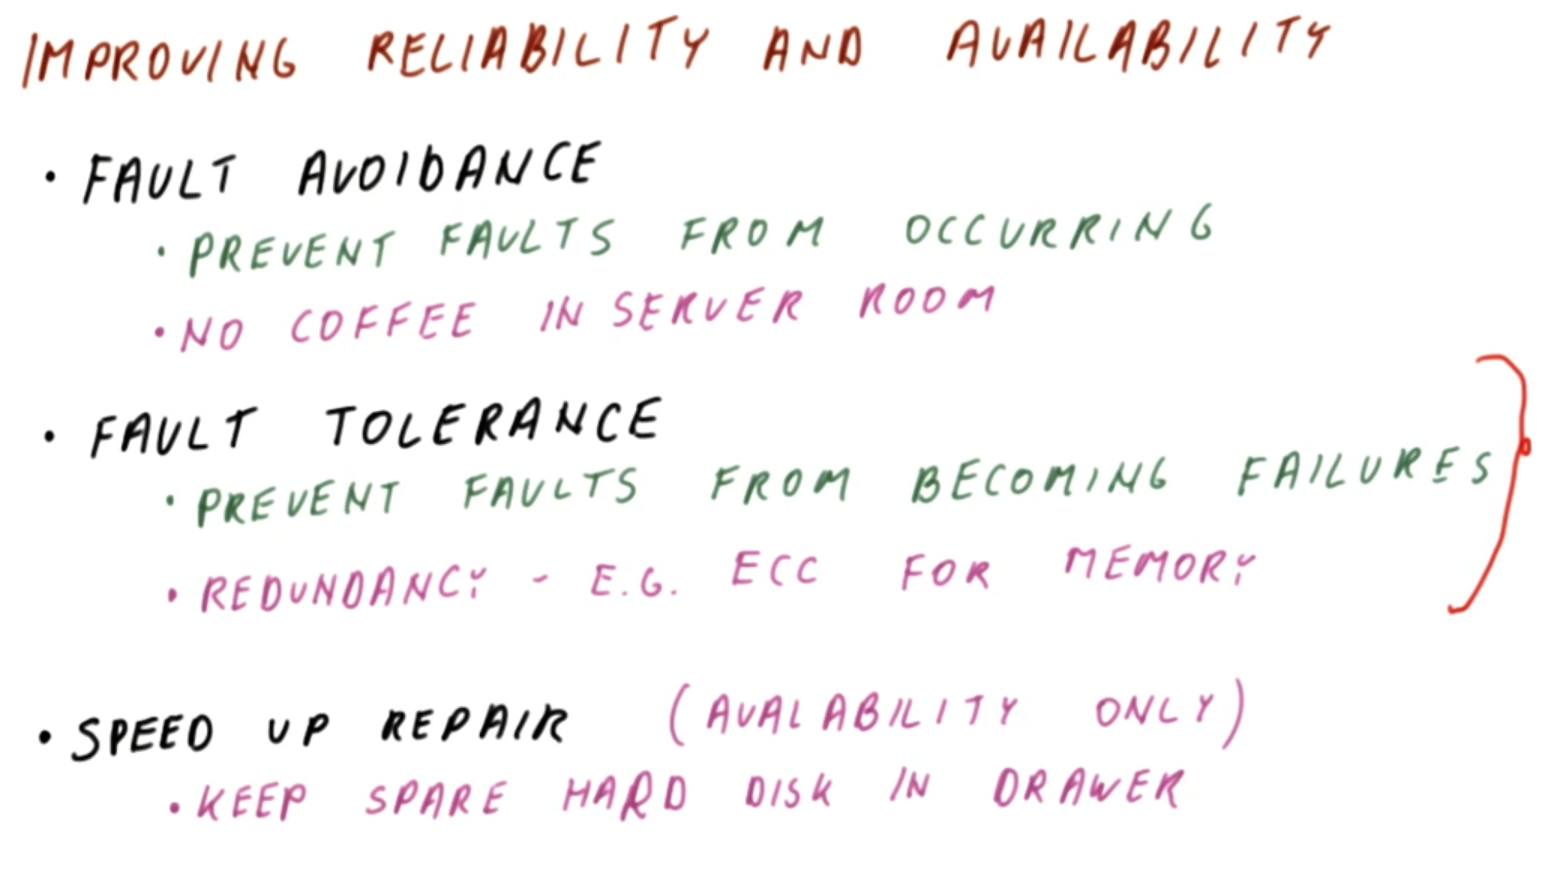 IMPROVING RELIABILITY AND AVAILABILITY
• FAULT AVOIDANCE
• PREVENT FAULTS FROM OCCURRING
• NO COFFEE IN SERVER ROOM
• FAULT TOLERANCE
• PREVENT FAULTS FROM BECOMING FAILURES
• REDUNDANCY - E.G. ECC FOR MEMORY
• SPEED UP REPAIR (AVALABILITY ONLY)
• KEEP SPARE HARD DISK IN DRAWER